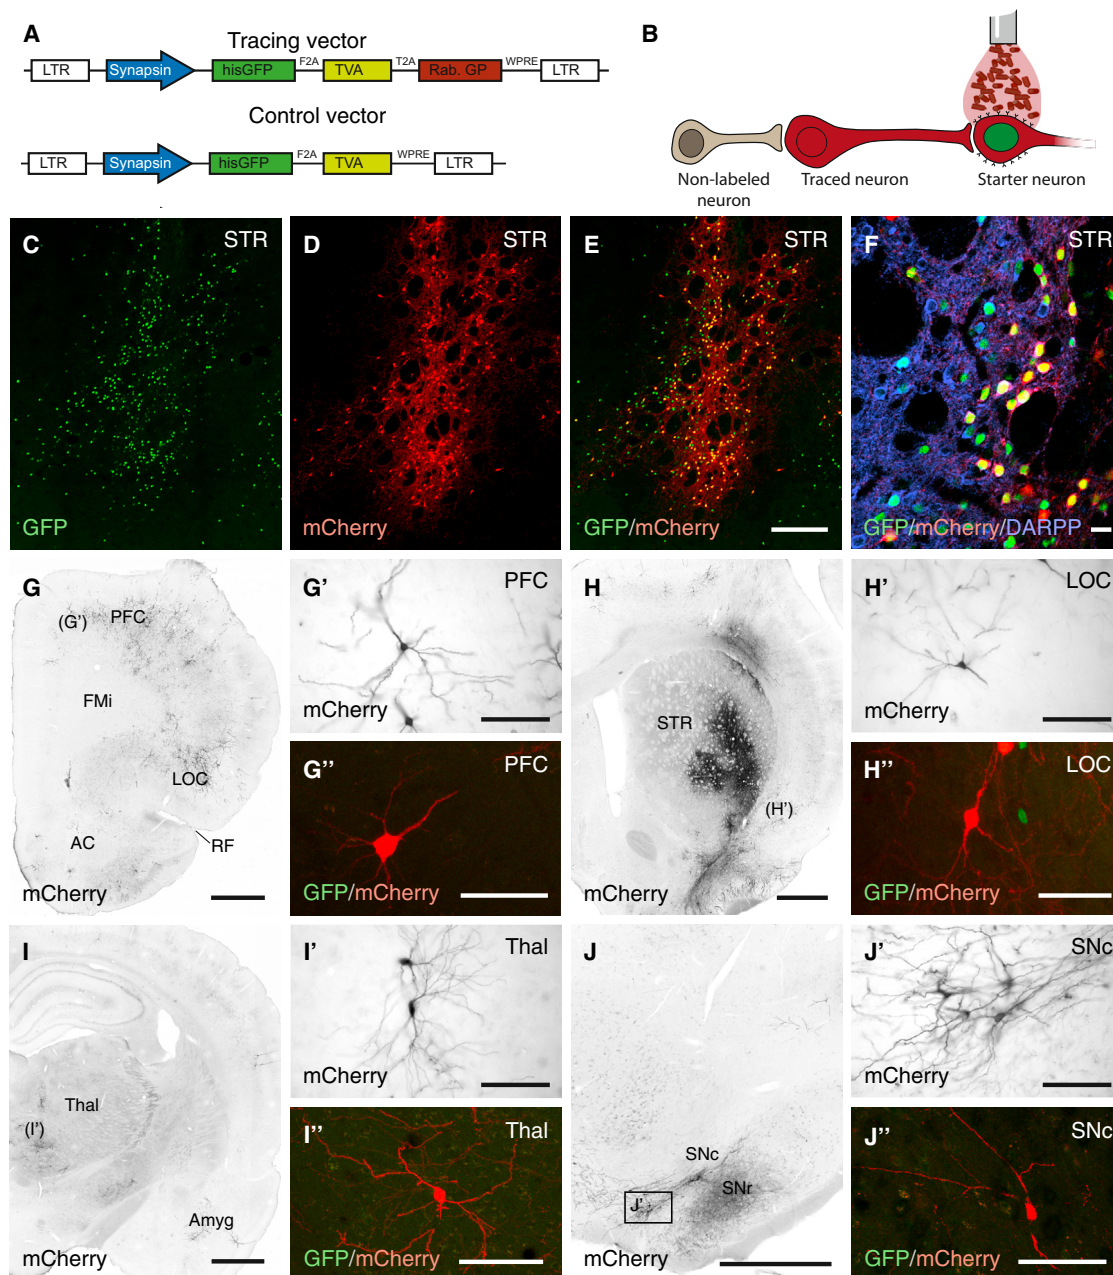 A
Tracing vector
LTR Synapsin hisGFP F2A TVA T2A Rab. GP WPRE LTR
Control vector
LTR Synapsin hisGFP F2A TVA WPRE LTR
B
Non-labeled
neuron
Traced neuron
Starter neuron
C STR
GFP
D STR
mCherry
E STR
GFP/mCherry
F STR
GFP/mCherry/DARPP
G
(G')
PFC
FMi
LOC
AC
RF
mCherry
G' PFC
mCherry
G'' PFC
GFP/mCherry
H
STR
(H')
mCherry
H' LOC
mCherry
H'' LOC
GFP/mCherry
I
Thal
(I')
Amyg
mCherry
I' Thal
mCherry
I'' Thal
GFP/mCherry
J
SNc
SNr
J'
mCherry
J' SNc
mCherry
J'' SNc
GFP/mCherry